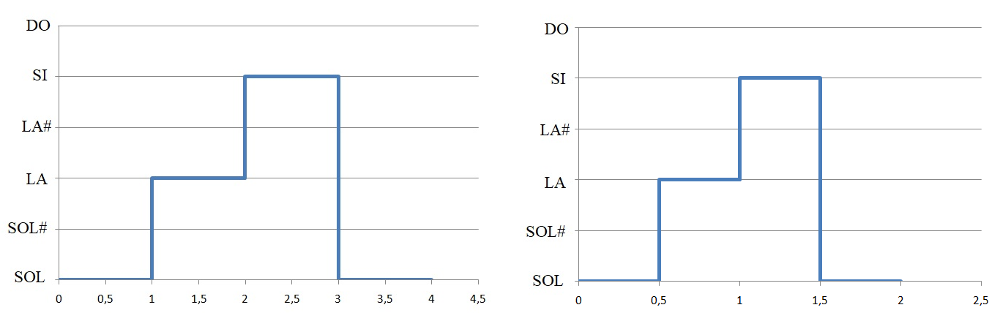 DO
SI
LA#
LA
SOL#
SOL
0 0,5 1 1,5 2 2,5 3 3,5 4 4,5
DO
SI
LA#
LA
SOL#
SOL
0 0,5 1 1,5 2 2,5